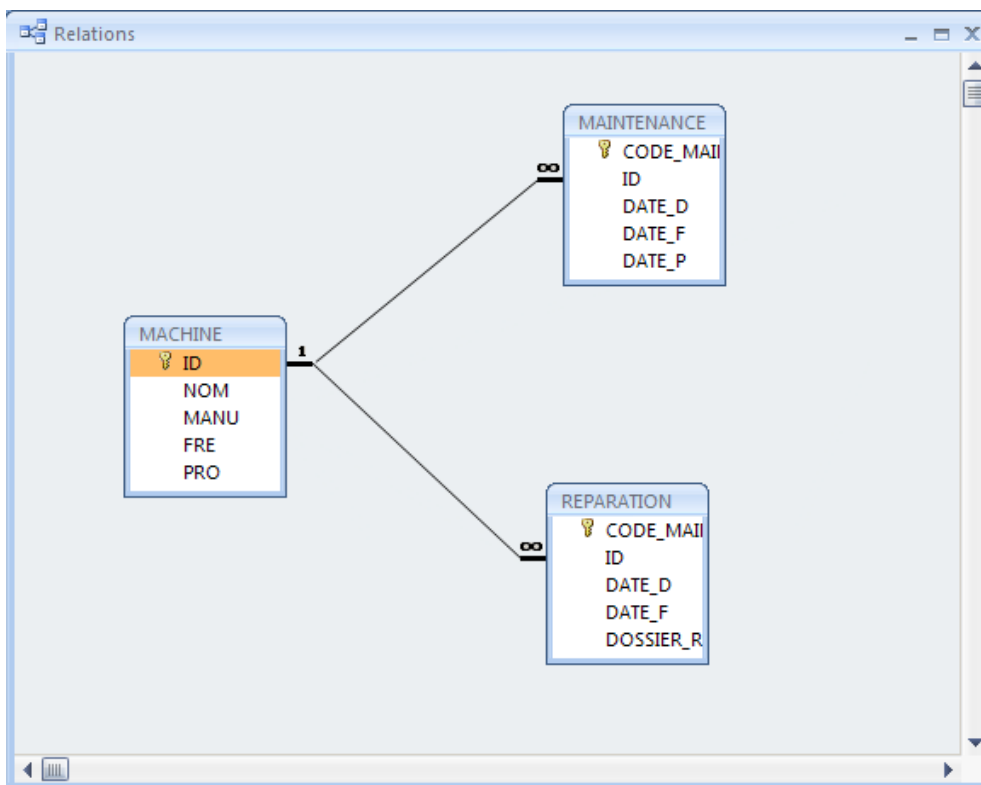 Relations
MAINTENANCE
CODE_MAI
ID
DATE_D
DATE_F
DATE_P
∞
MACHINE
ID
NOM
MANU
FRE
PRO
1
REPARATION
CODE_MAI
ID
DATE_D
DATE_F
DOSSIER_R
∞